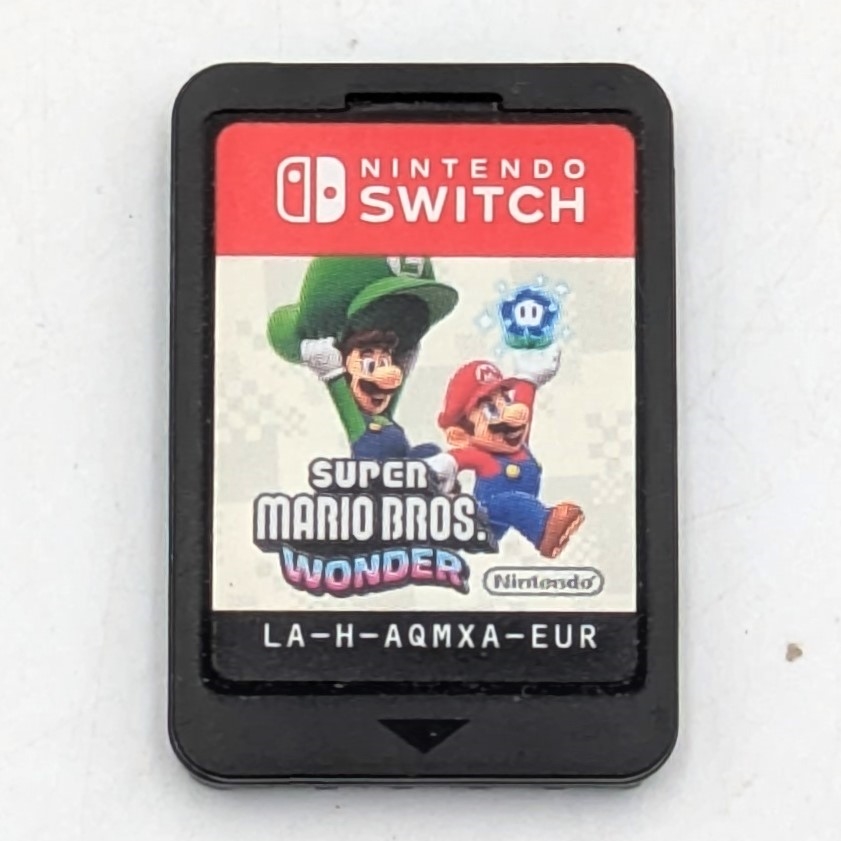 NINTENDO
SWITCH
L
M
SUPER
MARIO BROS.
WONDER
Nintendo
LA-H-AQMXA-EUR